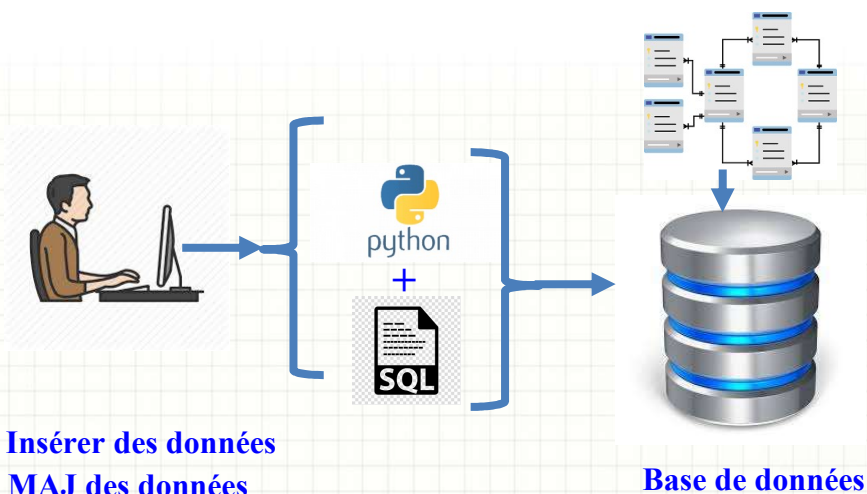 python
+
SQL
Insérer des données
MAJ des données
Base de données